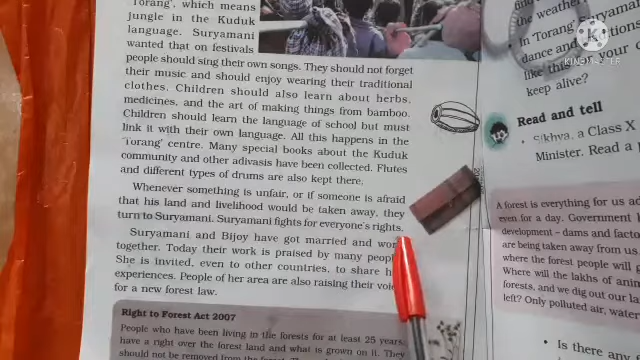 'Torang', which means
jungle in the Kuduk
language. Suryamani
wanted that on festivals
people should sing their own songs. They should not forget
their music and should enjoy wearing their traditional
clothes. Children should also learn about herbs,
medicines, and the art of making things from bamboo.
Children should learn the language of school but must
link it with their own language. All this happens in the
'Torang' centre. Many special books about the Kuduk
community and other adivasis have been collected. Flutes
and different types of drums are also kept there.
Whenever something is unfair, or if someone is afraid
that his land and livelihood would be taken away, they
turn to Suryamani. Suryamani fights for everyone's rights.
Suryamani and Bijoy have got married and
together. Today their work is praised by many
She is invited, even to other countries, to share
experiences. People of her area are also raising their
for a new forest law.
Right to Forest Act 2007
People who have been living in the forests for at least 25 years,
have a right over the forest land and what is grown on it. They
should not be removed from the forest.
the weather
In 'Torang'
dance and
like this
keep alive?
Read and tell
Sikhya, a Class X
Minister. Read a
A forest is everything for us
even for a day. Government
development – dams and
are being taken away from us.
where the forest people will
Where will the lakhs of
forests, and we dig out our
left? Only polluted air, water
Is there any
KINEMASTER